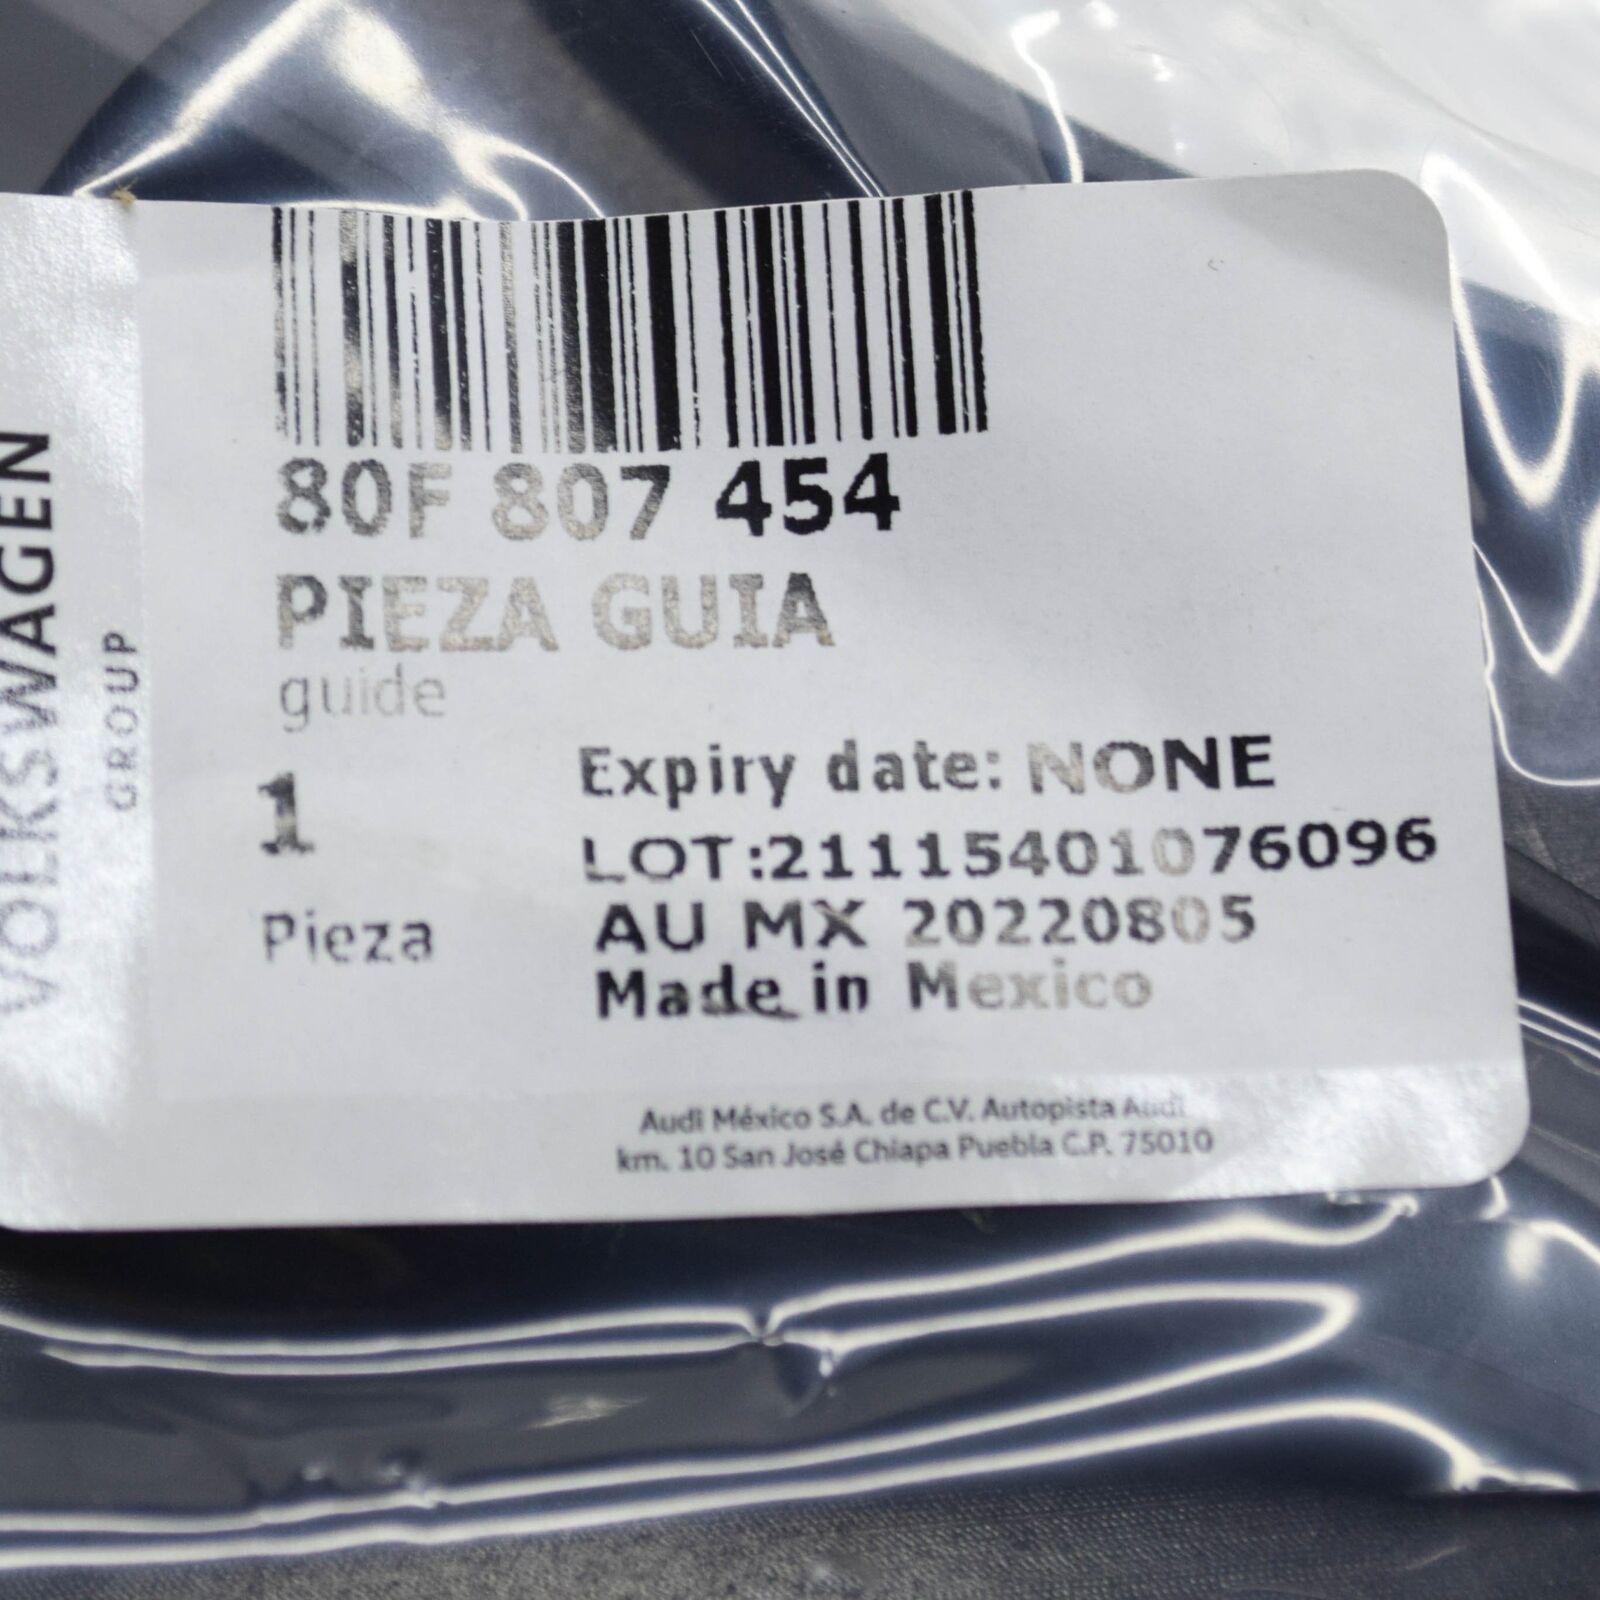 VOLKSWAGEN
GROUP
80F 807 454
PIEZA GUIA
guide
1
Pieza
Expiry date: NONE
LOT:211115401076096
AU MX 20220805
Made in Mexico
Audi México S.A. de C.V. Autopista Audi
km. 10 San José Chiapa Puebla C.P. 75010